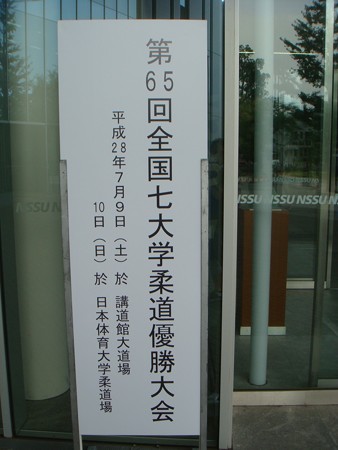 第65回全国七大学柔道優勝大会
平成28年7月9日（土）於 講道館大道場
10日（日）於 日本体育大学柔道場
NSSU NSSU
NSSU NSSU NSSU